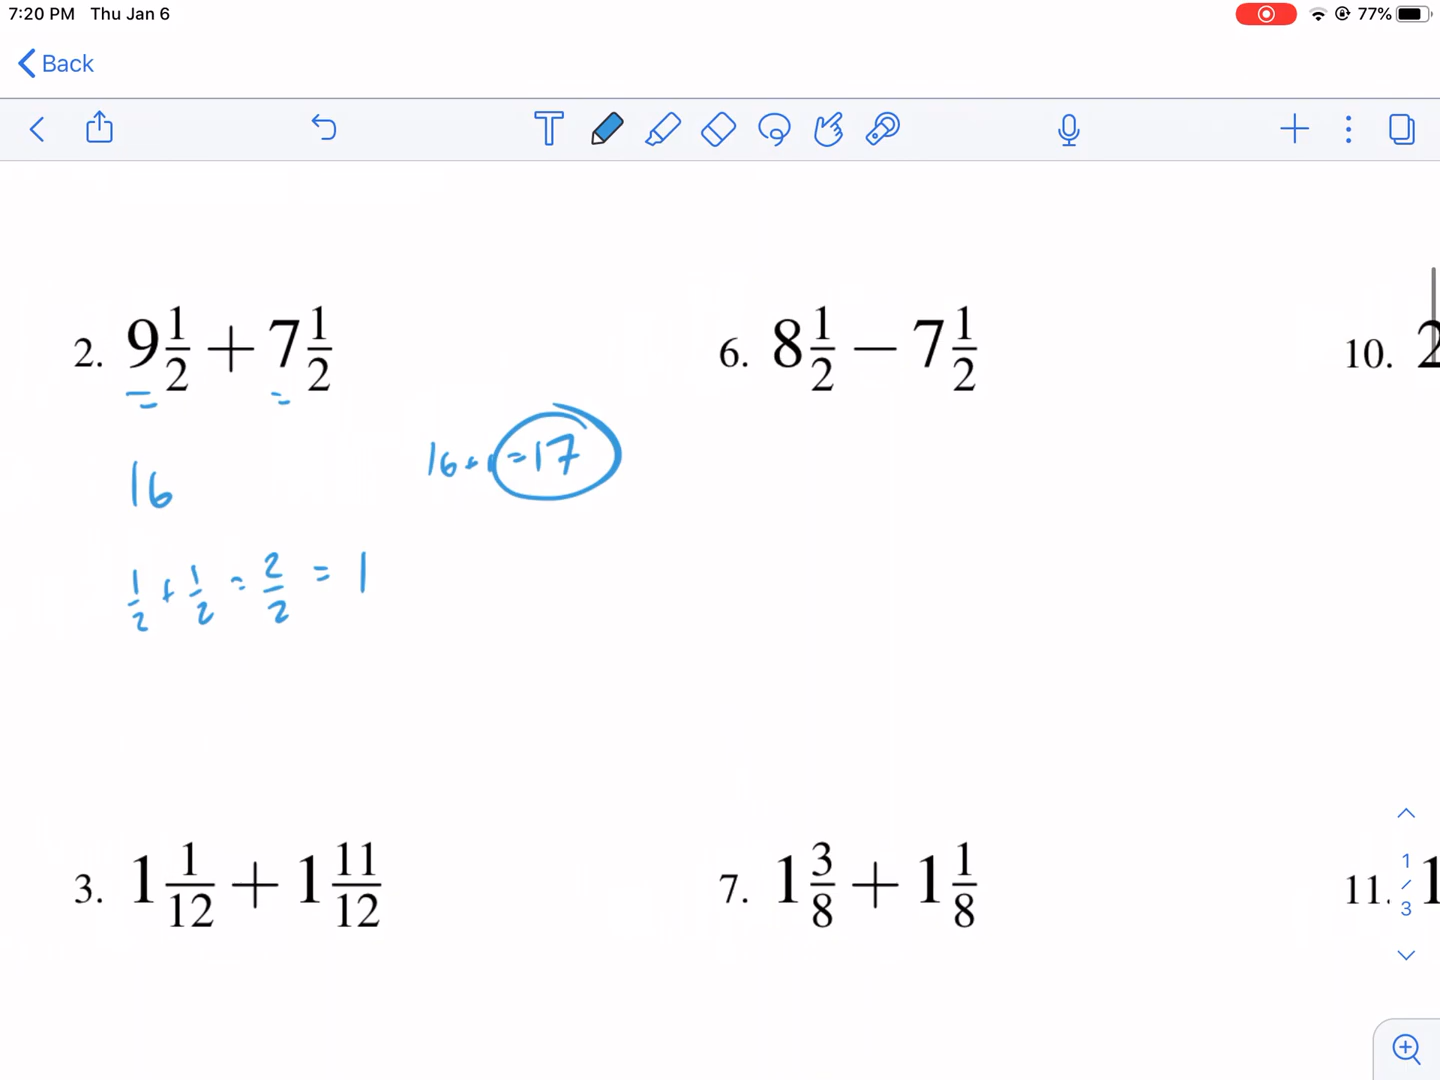 7:20 PM Thu Jan 6 77%
Back
2. 9 1/2 + 7 1/2
6. 8 1/2 − 7 1/2
10. 2
16
16 + 1 = 17
1/2 + 1/2 = 2/2 = 1
3. 1 1/12 + 1 11/12
7. 1 3/8 + 1 1/8
11. 1
1 / 3